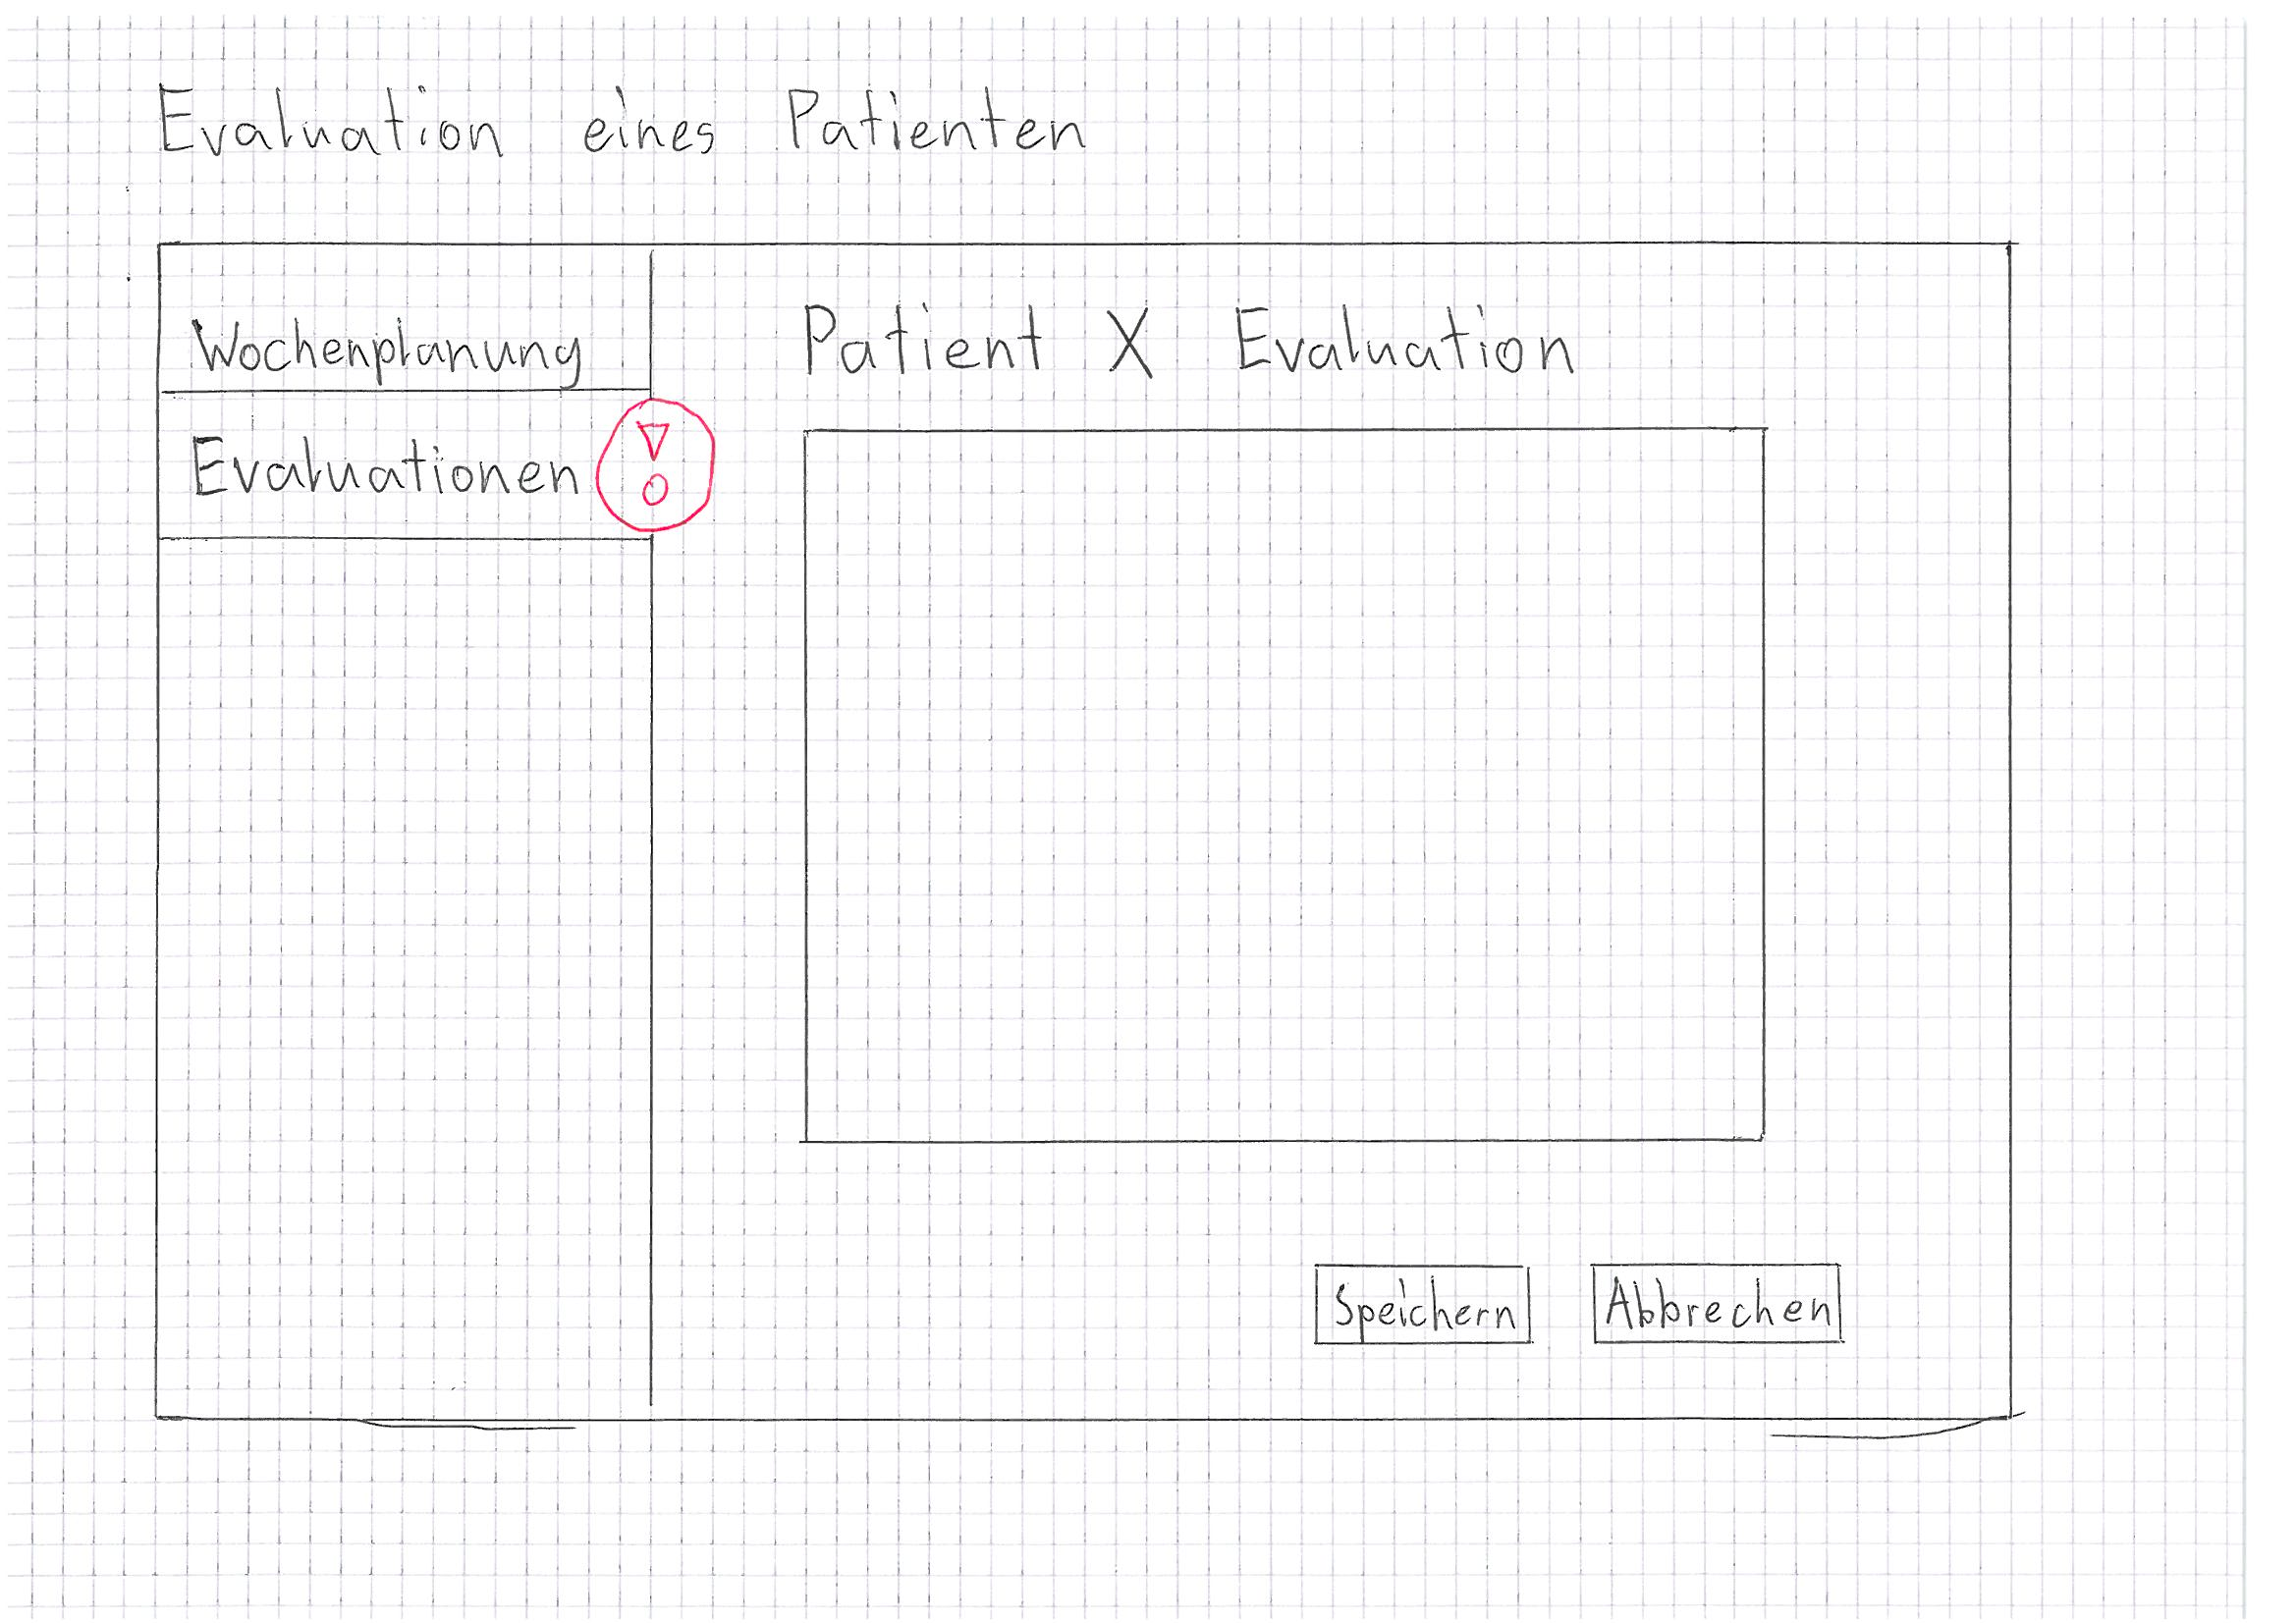 Evaluation eines Patienten
Wochenplanung
Evaluationen
Patient X Evaluation
Speichern
Abbrechen